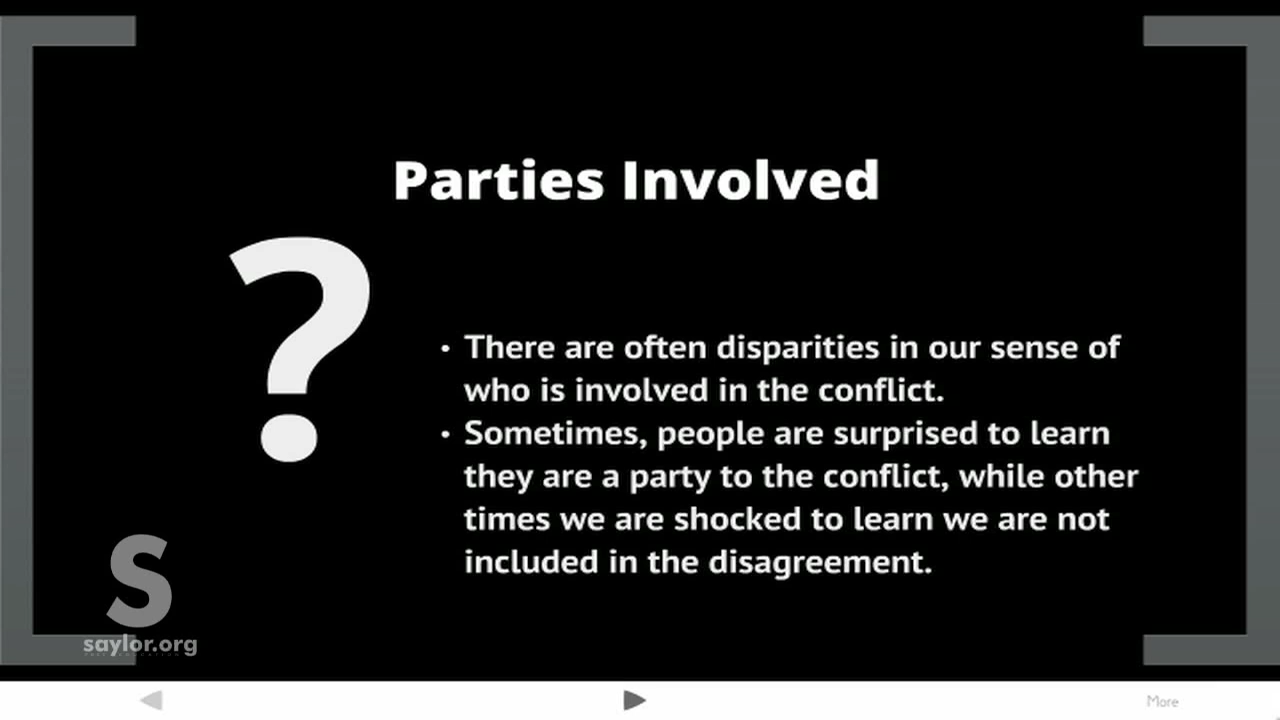 Parties Involved
?
• There are often disparities in our sense of
who is involved in the conflict.
• Sometimes, people are surprised to learn
they are a party to the conflict, while other
times we are shocked to learn we are not
included in the disagreement.
S
saylor.org
More